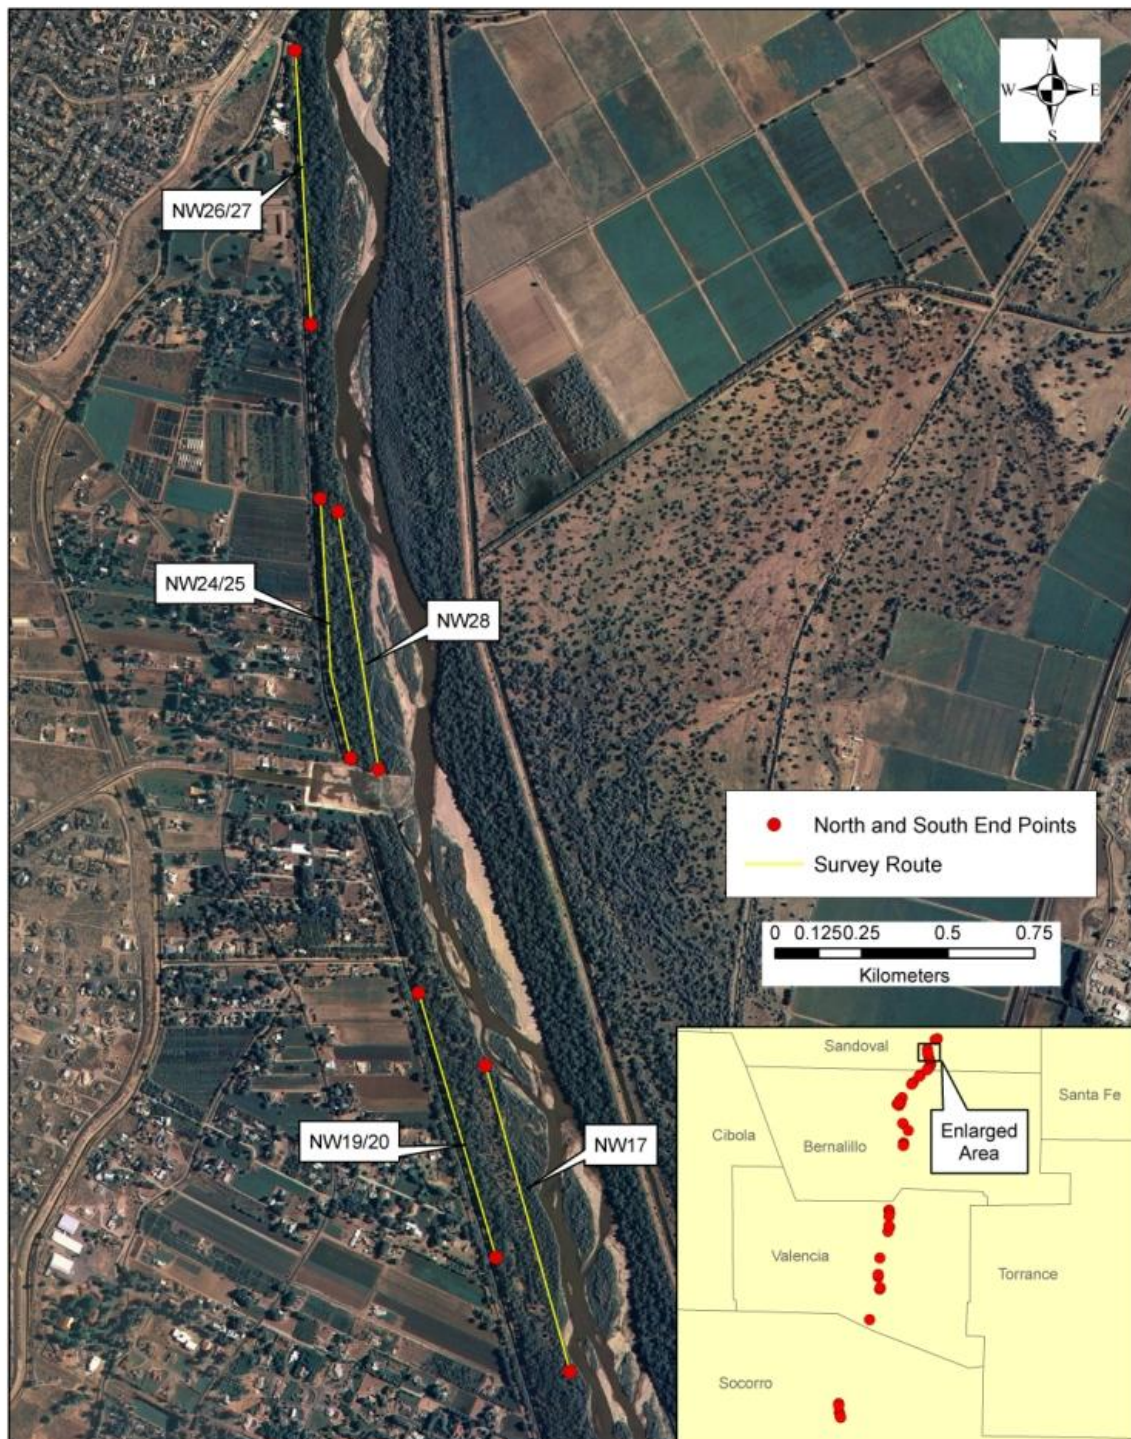 N
W E
S
NW26/27
NW24/25
NW28
North and South End Points
Survey Route
0 0.1250.25 0.5 0.75
Kilometers
NW19/20
NW17
Sandoval
Santa Fe
Cibola
Bernalillo
Enlarged
Area
Valencia
Torrance
Socorro